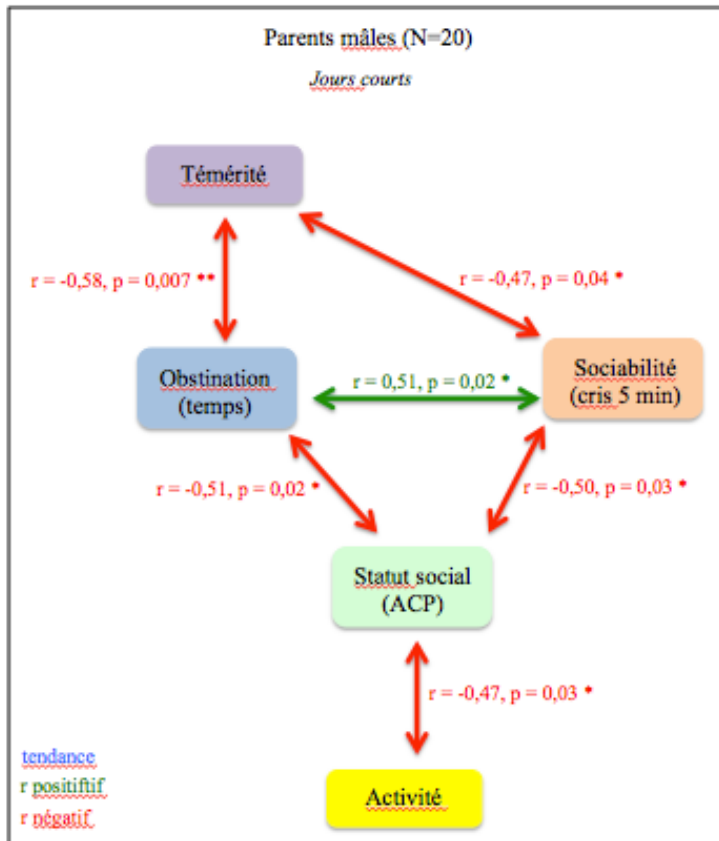 Parents mâles (N=20)
Jours courts
Témérité
r = -0,58, p = 0,007 **
r = -0,47, p = 0,04 *
Obstination
(temps)
r = 0,51, p = 0,02 *
Sociabilité
(cris 5 min)
r = -0,51, p = 0,02 *
r = -0,50, p = 0,03 *
Statut social
(ACP)
r = -0,47, p = 0,03 *
Activité
tendance
r positiftif
r négatif